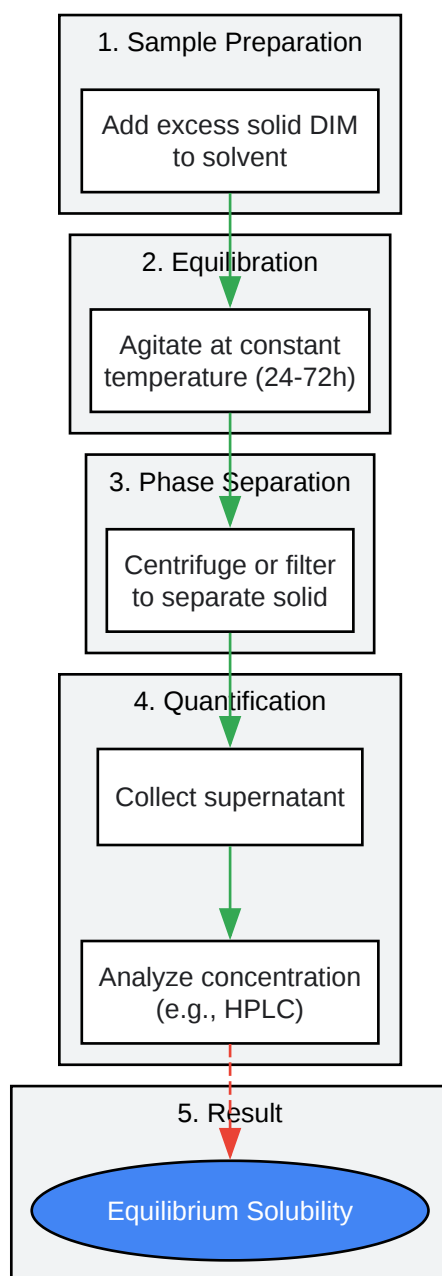 1. Sample Preparation
Add excess solid DIM
to solvent
2. Equilibration
Agitate at constant
temperature (24-72h)
3. Phase Separation
Centrifuge or filter
to separate solid
4. Quantification
Collect supernatant
Analyze concentration
(e.g., HPLC)
5. Result
Equilibrium Solubility